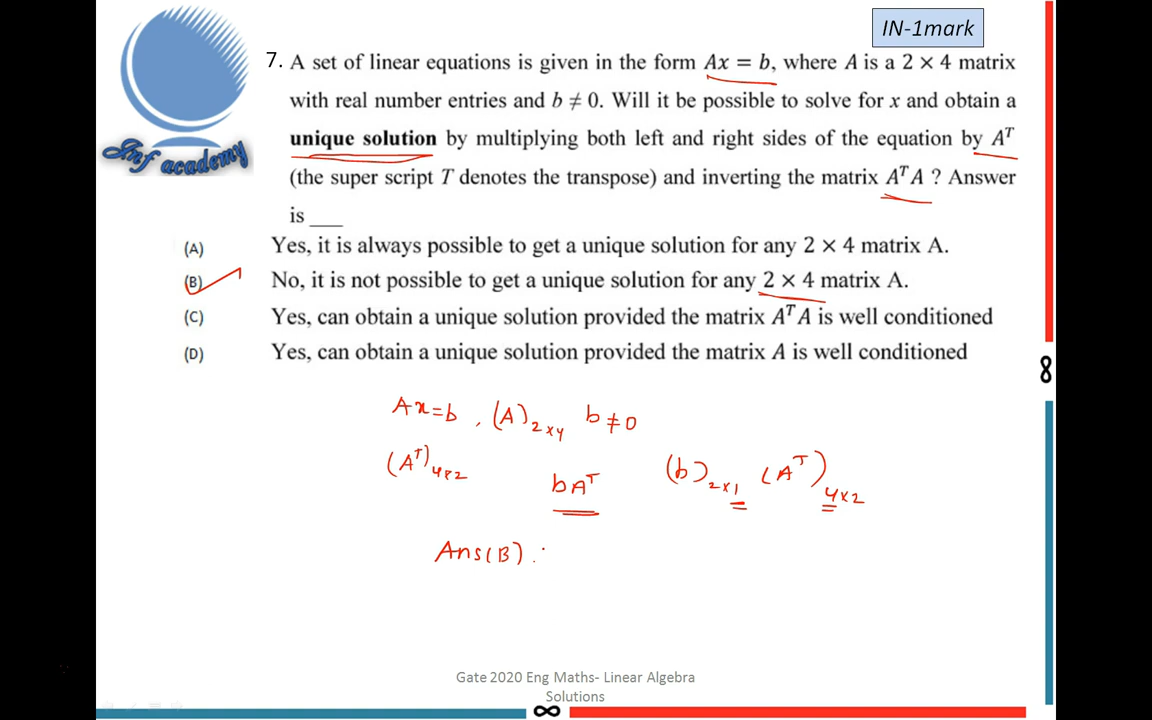 IN-1mark
7. A set of linear equations is given in the form Ax = b, where A is a 2 × 4 matrix
with real number entries and b ≠ 0. Will it be possible to solve for x and obtain a
unique solution by multiplying both left and right sides of the equation by Aᵀ
(the super script T denotes the transpose) and inverting the matrix AᵀA ? Answer
is ___
Inf academy
(A) Yes, it is always possible to get a unique solution for any 2 × 4 matrix A.
(B) No, it is not possible to get a unique solution for any 2 × 4 matrix A.
(C) Yes, can obtain a unique solution provided the matrix AᵀA is well conditioned
(D) Yes, can obtain a unique solution provided the matrix A is well conditioned
8
Ax=b , (A)₂ₓ₄ b≠0
(Aᵀ)₄ₓ₂ bAᵀ (b)₂ₓ₁ (Aᵀ)₄ₓ₂
Ans(B) :
Gate 2020 Eng Maths- Linear Algebra
Solutions
∞